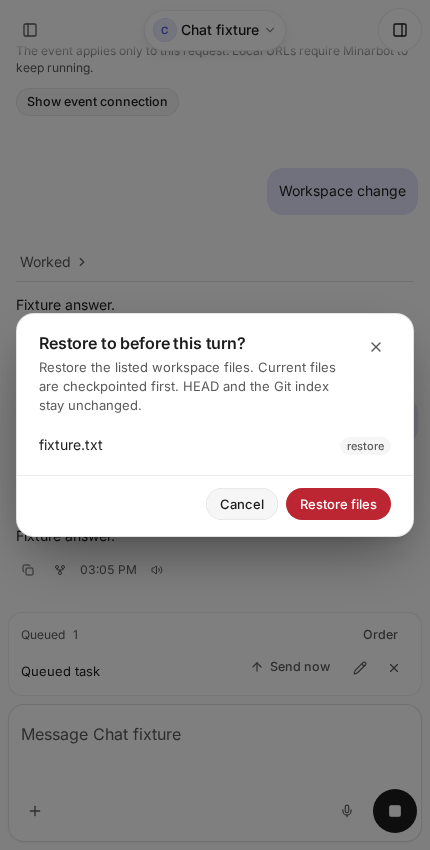 C Chat fixture
The event applies only to this request. Local URLs require Minarbot to
keep running.
Show event connection
Workspace change
Worked
Fixture answer.
Restore to before this turn?
Restore the listed workspace files. Current files
are checkpointed first. HEAD and the Git index
stay unchanged.
fixture.txt restore
Cancel Restore files
Fixture answer.
03:05 PM
Queued 1 Order
Queued task Send now
Message Chat fixture